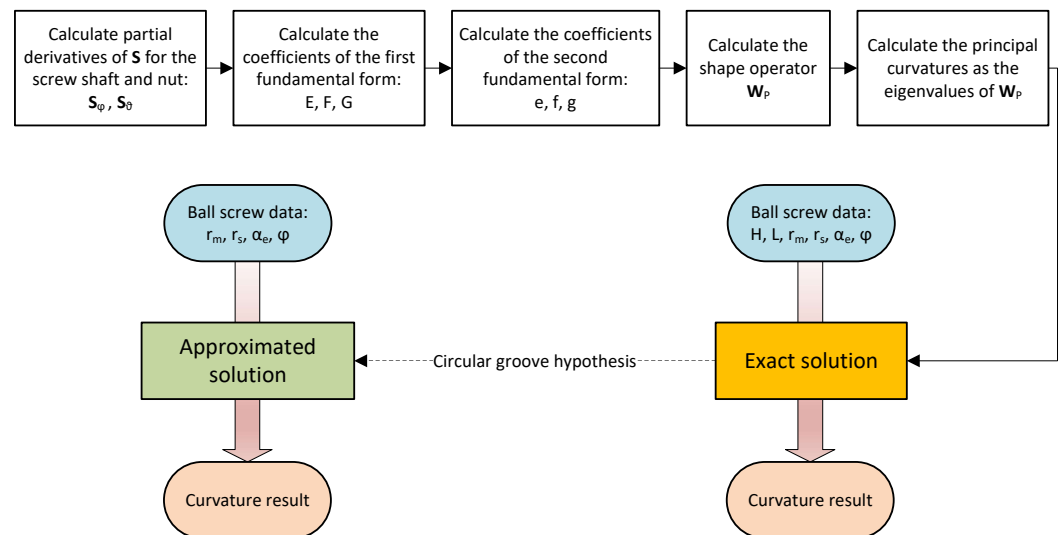 Calculate partial
derivatives of S for the
screw shaft and nut:
Sφ , Sϑ
Calculate the
coefficients of the first
fundamental form:
E, F, G
Calculate the coefficients
of the second
fundamental form:
e, f, g
Calculate the
shape operator
WP
Calculate the principal
curvatures as the
eigenvalues of WP
Ball screw data:
rm, rs, αe, φ
Ball screw data:
H, L, rm, rs, αe, φ
Approximated
solution
Circular groove hypothesis
Exact solution
Curvature result
Curvature result